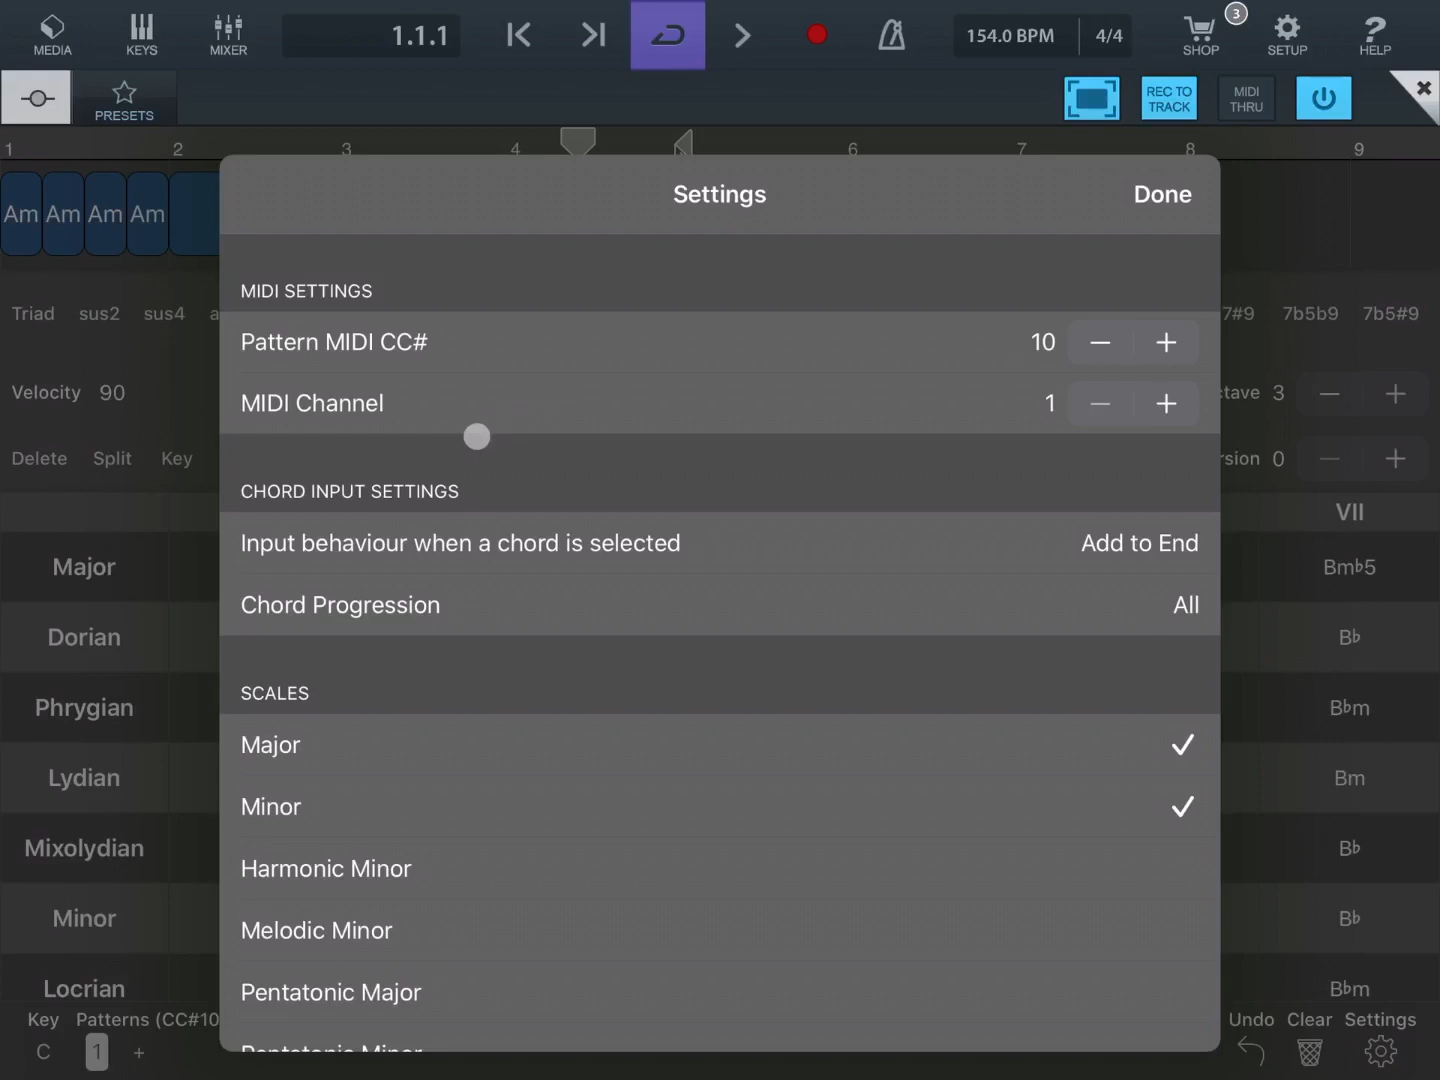 MEDIA KEYS MIXER 1.1.1 154.0 BPM 4/4 3 SHOP SETUP HELP
PRESETS REC TO TRACK MIDI THRU
1 2 3 4 6 7 8 9
Am Am Am Am
Settings Done
MIDI SETTINGS
Triad sus2 sus4 a 7#9 7b5b9 7b5#9
Pattern MIDI CC# 10 − +
Velocity 90 ctave 3 − +
MIDI Channel 1 − +
Delete Split Key rsion 0 − +
CHORD INPUT SETTINGS
VII
Input behaviour when a chord is selected Add to End
Major Bm♭5
Chord Progression All
Dorian B♭
SCALES
Phrygian B♭m
Major
Lydian Bm
Minor
Mixolydian B♭
Harmonic Minor
Minor B♭
Melodic Minor
Locrian B♭m
Pentatonic Major
Key Patterns (CC#10 Undo Clear Settings
C 1 +
Pentatonic Minor